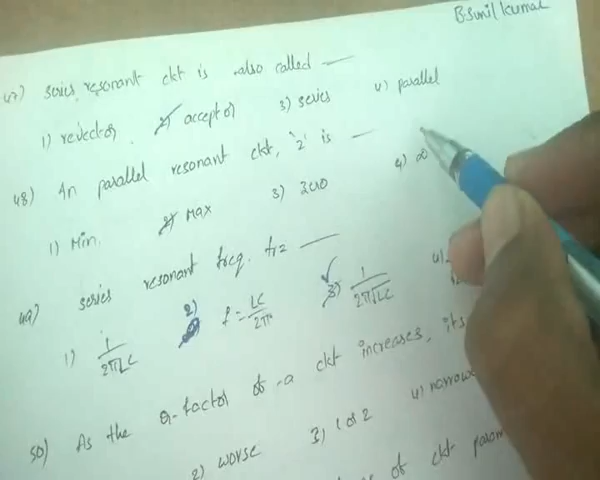 B. Sunil kumar
47) series resonant ckt is also called —
1) rejector 2) acceptor 3) series 4) parallel
48) In parallel resonant ckt, 'Z' is —
1) Min. 2) Max 3) Zero 4) ∞
49) series resonant freq. fr= —
1) 1/2πLC 2) f = LC/2π 3) 1/2π√LC 4)
50) As the Q-factor of a ckt increases, its
2) worse 3) 1 or 2 4) narrow
of ckt param